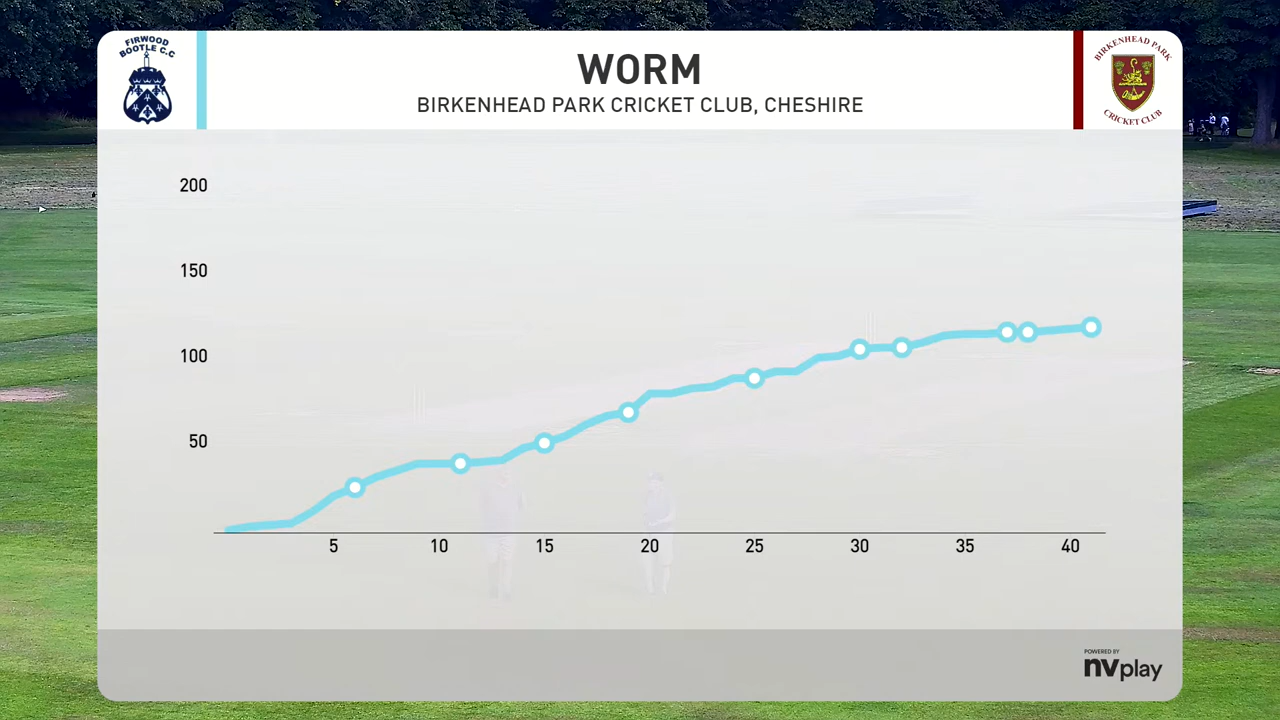 FIRWOOD
BOOTLE C.C
WORM
BIRKENHEAD PARK CRICKET CLUB, CHESHIRE
BIRKENHEAD PARK
CRICKET CLUB
200
150
100
50
5 10 15 20 25 30 35 40
POWERED BY
nvplay